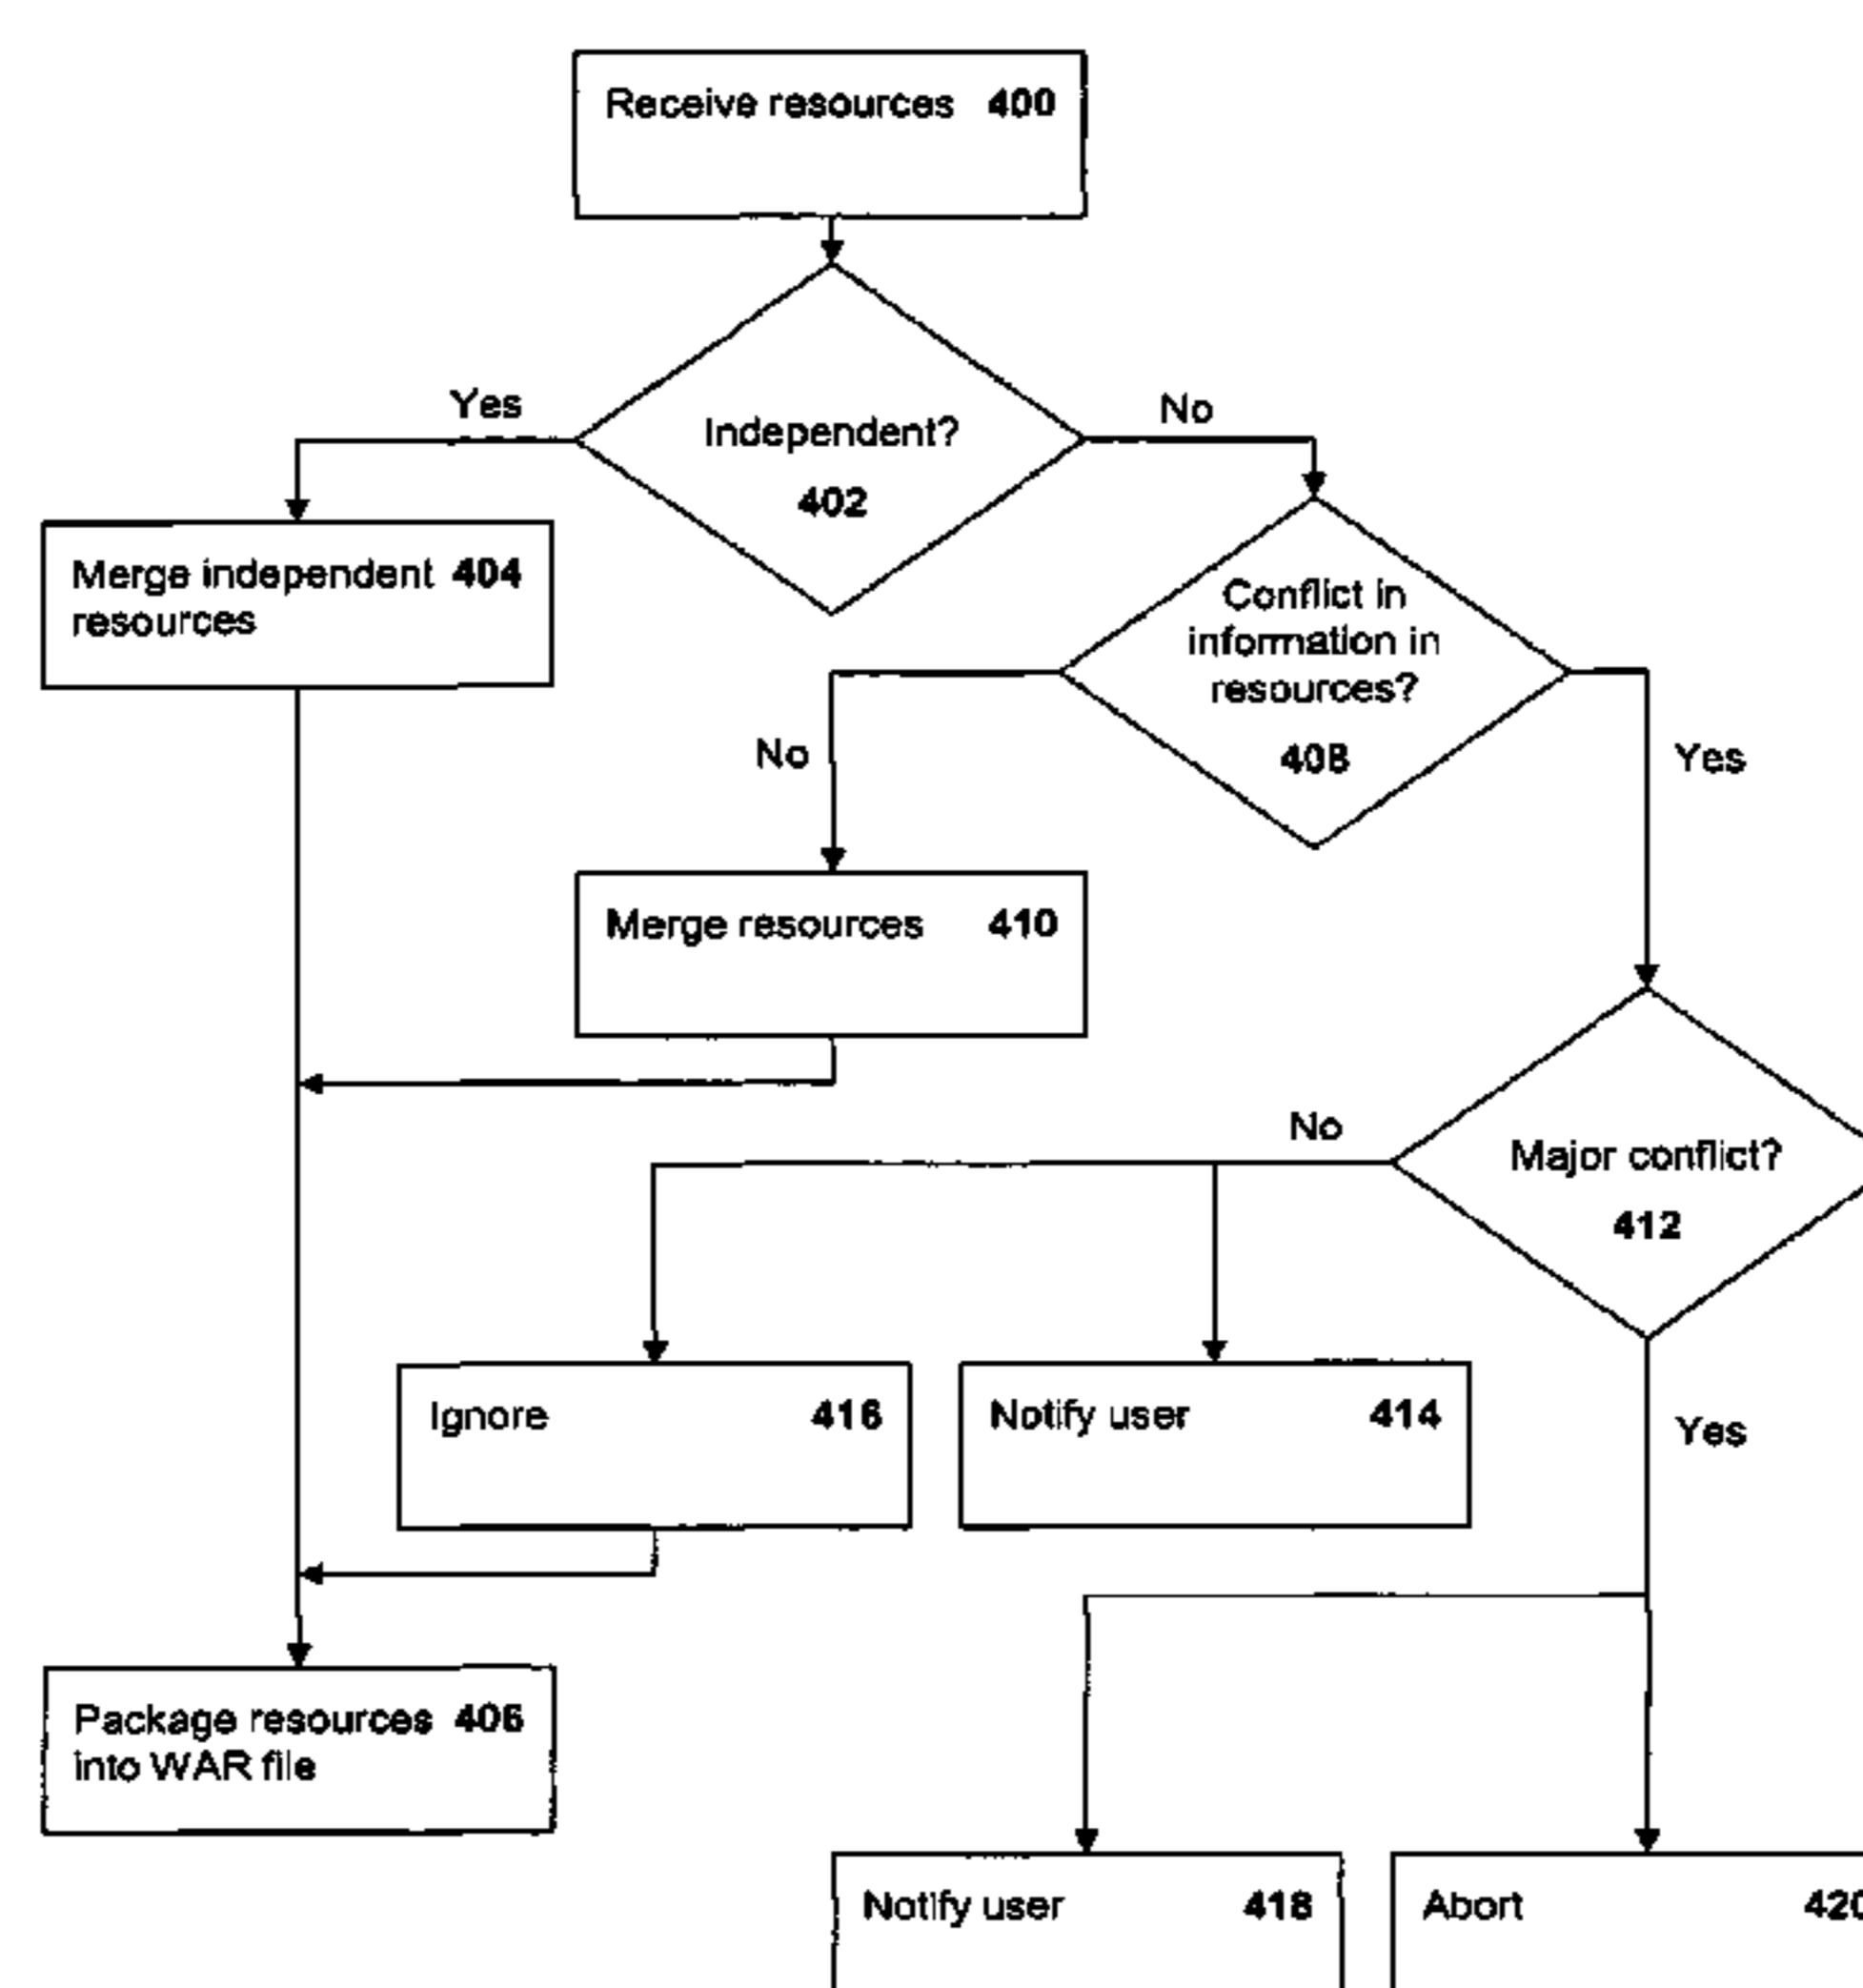 Receive resources 400
Yes
Independent?
402
No
Merge independent 404
resources
Conflict in
information in
resources?
408
No
Yes
Merge resources 410
No
Major conflict?
412
Ignore 416
Notify user 414
Yes
Package resources 406
into WAR file
Notify user 418
Abort 420